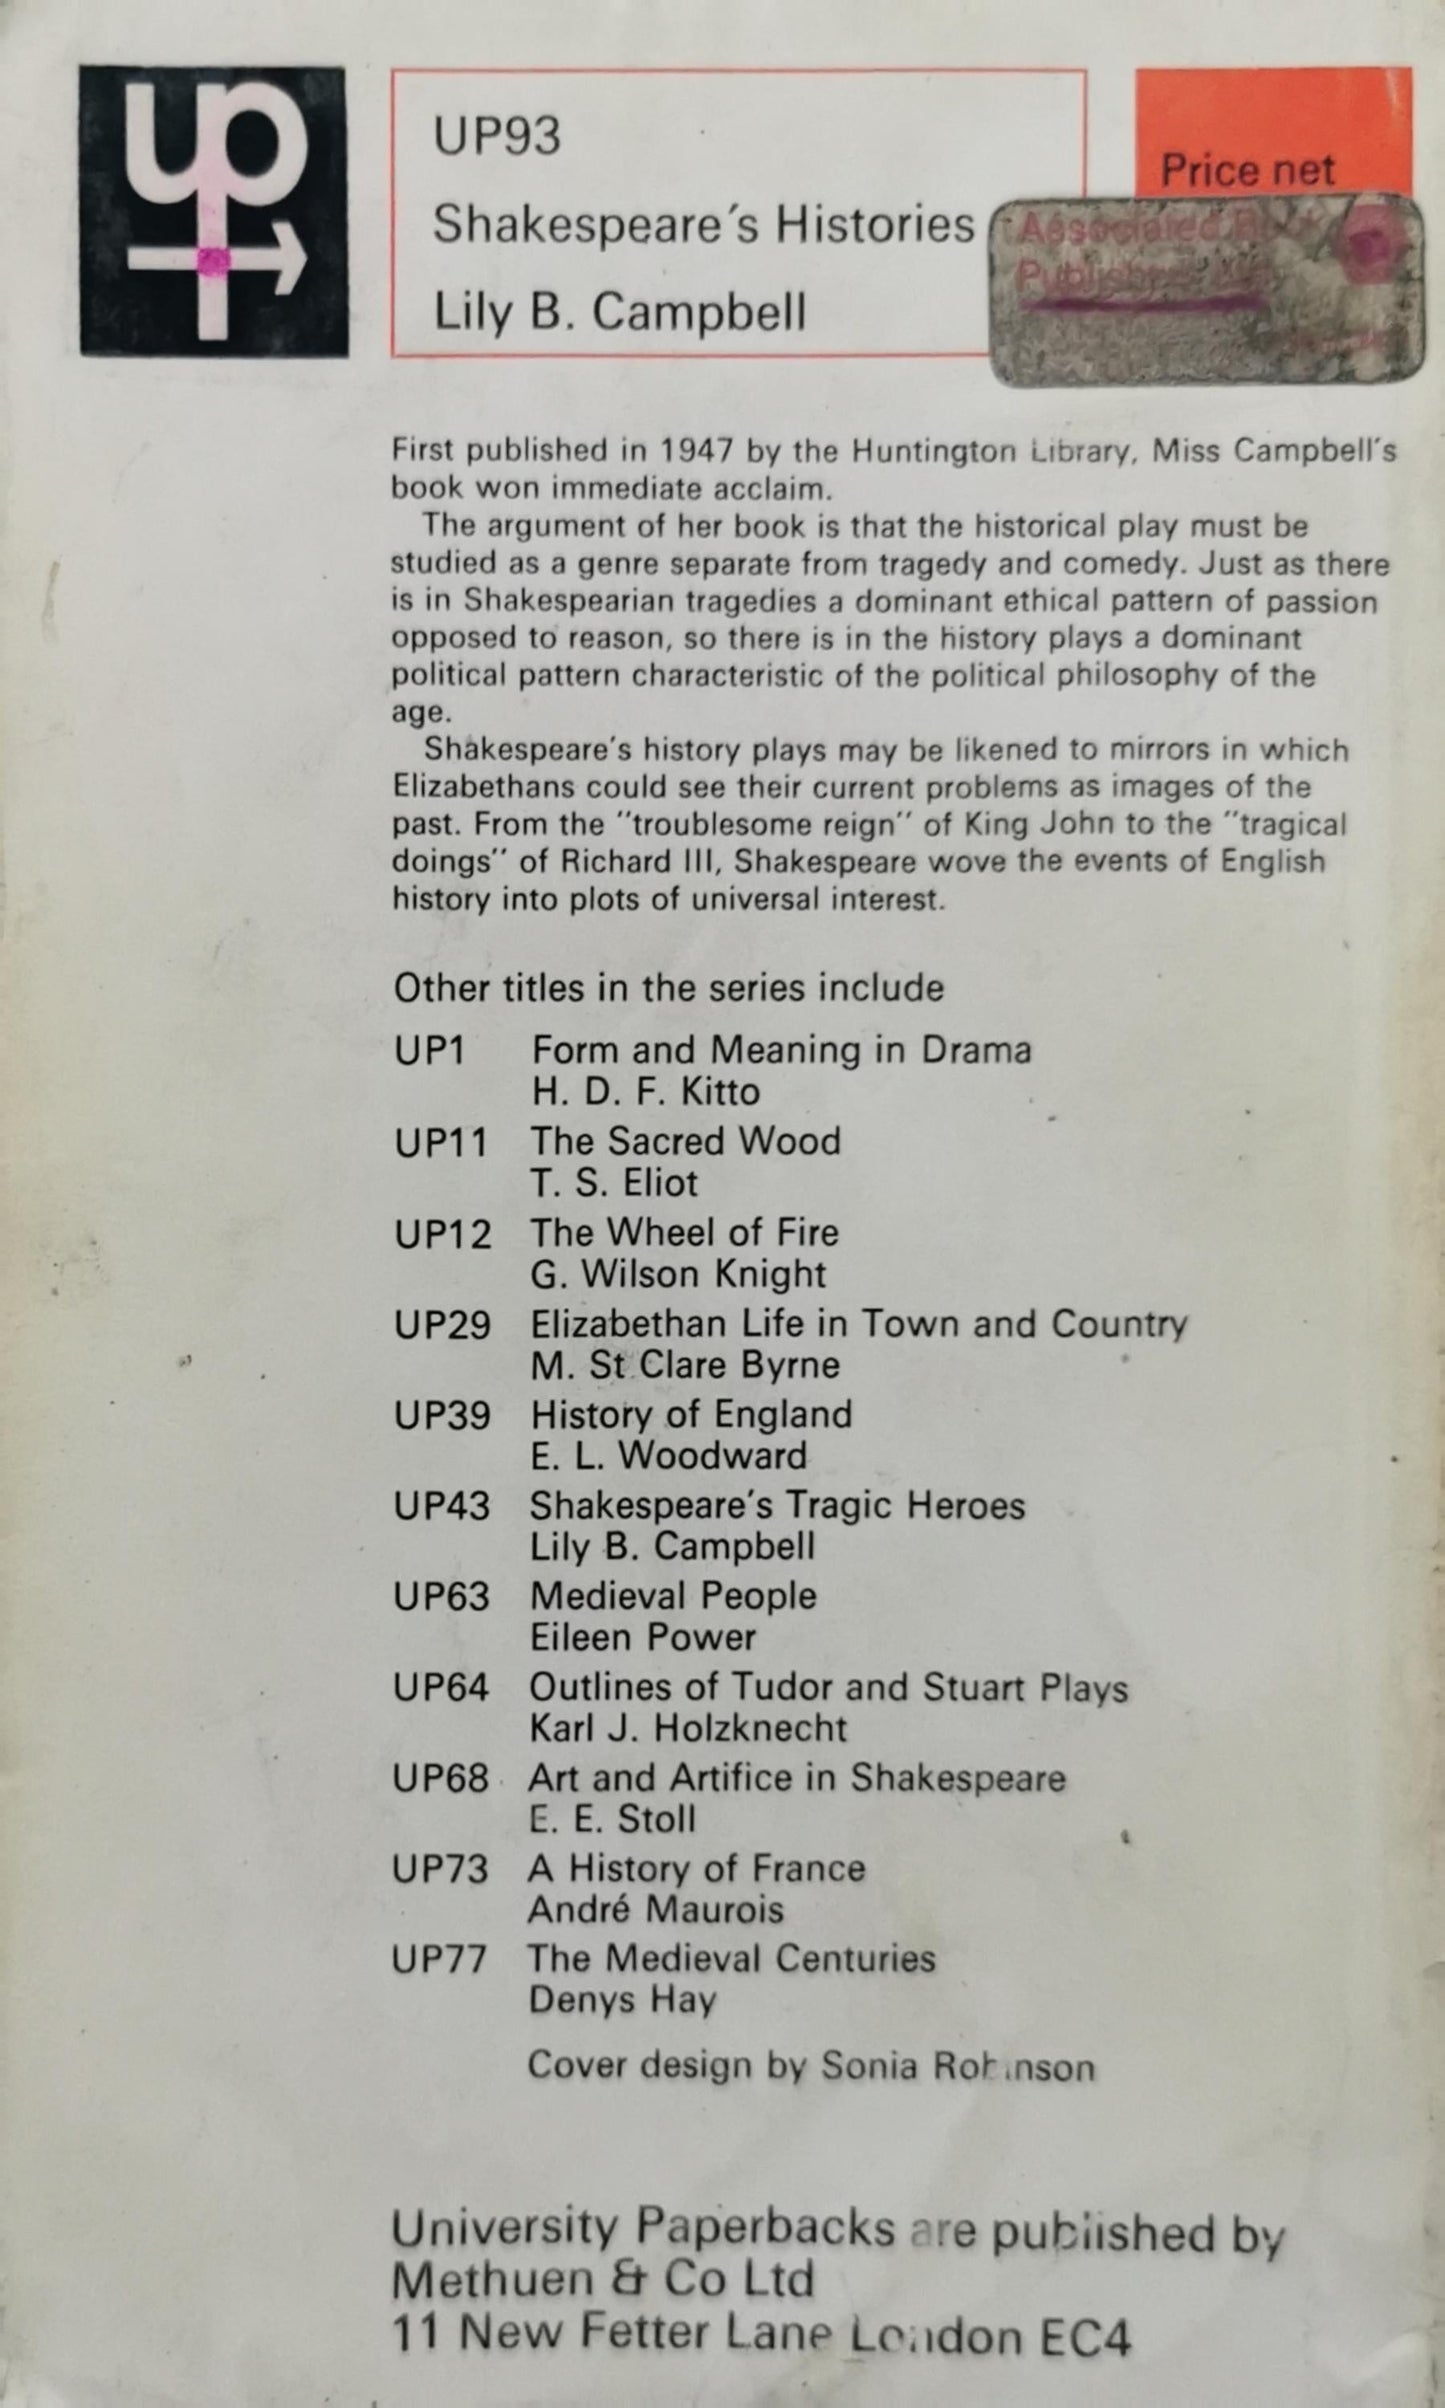 up
UP93
Shakespeare's Histories
Lily B. Campbell
Price net
Associated
First published in 1947 by the Huntington Library, Miss Campbell's
book won immediate acclaim.
The argument of her book is that the historical play must be
studied as a genre separate from tragedy and comedy. Just as there
is in Shakespearian tragedies a dominant ethical pattern of passion
opposed to reason, so there is in the history plays a dominant
political pattern characteristic of the political philosophy of the
age.
Shakespeare's history plays may be likened to mirrors in which
Elizabethans could see their current problems as images of the
past. From the "troublesome reign" of King John to the "tragical
doings" of Richard III, Shakespeare wove the events of English
history into plots of universal interest.
Other titles in the series include
UP1 Form and Meaning in Drama
H. D. F. Kitto
UP11 The Sacred Wood
T. S. Eliot
UP12 The Wheel of Fire
G. Wilson Knight
UP29 Elizabethan Life in Town and Country
M. St Clare Byrne
UP39 History of England
E. L. Woodward
UP43 Shakespeare's Tragic Heroes
Lily B. Campbell
UP63 Medieval People
Eileen Power
UP64 Outlines of Tudor and Stuart Plays
Karl J. Holzknecht
UP68 Art and Artifice in Shakespeare
E. E. Stoll
UP73 A History of France
André Maurois
UP77 The Medieval Centuries
Denys Hay
Cover design by Sonia Robinson
University Paperbacks are published by
Methuen & Co Ltd
11 New Fetter Lane London EC4